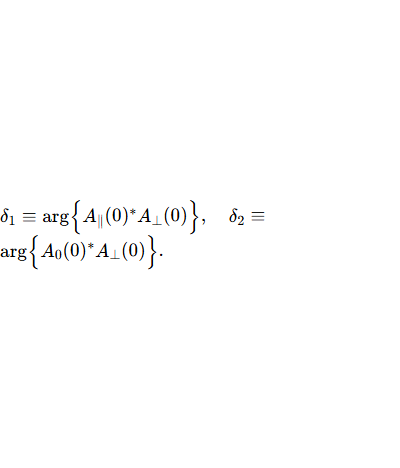 δ₁ ≡ arg{A∥(0)*A⊥(0)}, δ₂ ≡
arg{A₀(0)*A⊥(0)}.